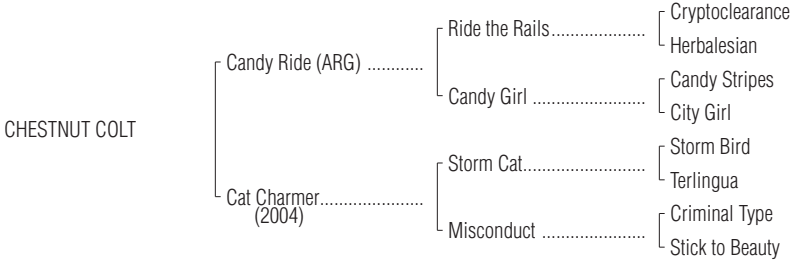 Cryptoclearance
Ride the Rails....................
Herbalesian
Candy Ride (ARG) ............
Candy Stripes
Candy Girl ........................
City Girl
CHESTNUT COLT
Storm Bird
Storm Cat..........................
Terlingua
Cat Charmer......................
(2004)
Criminal Type
Misconduct ......................
Stick to Beauty